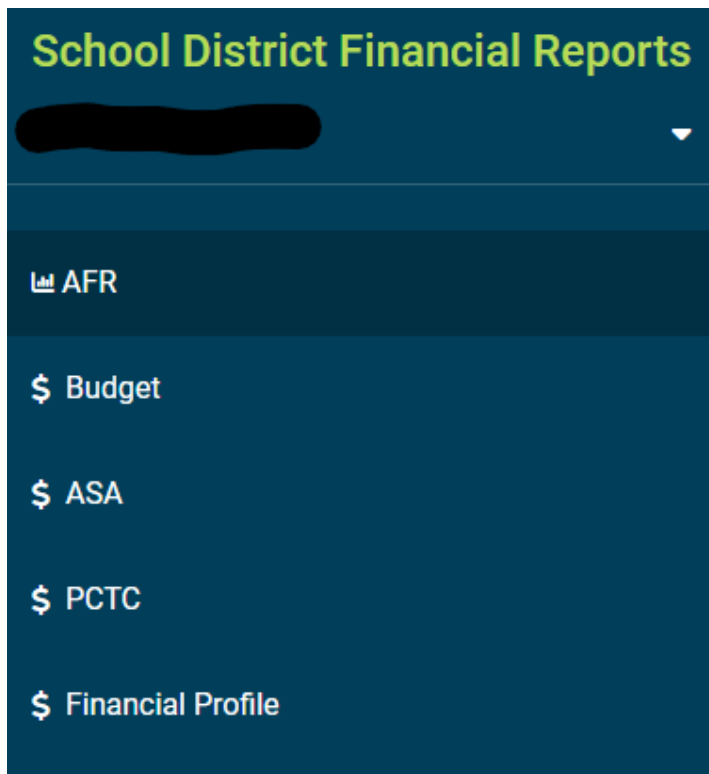 School District Financial Reports
AFR
$ Budget
$ ASA
$ PCTC
$ Financial Profile